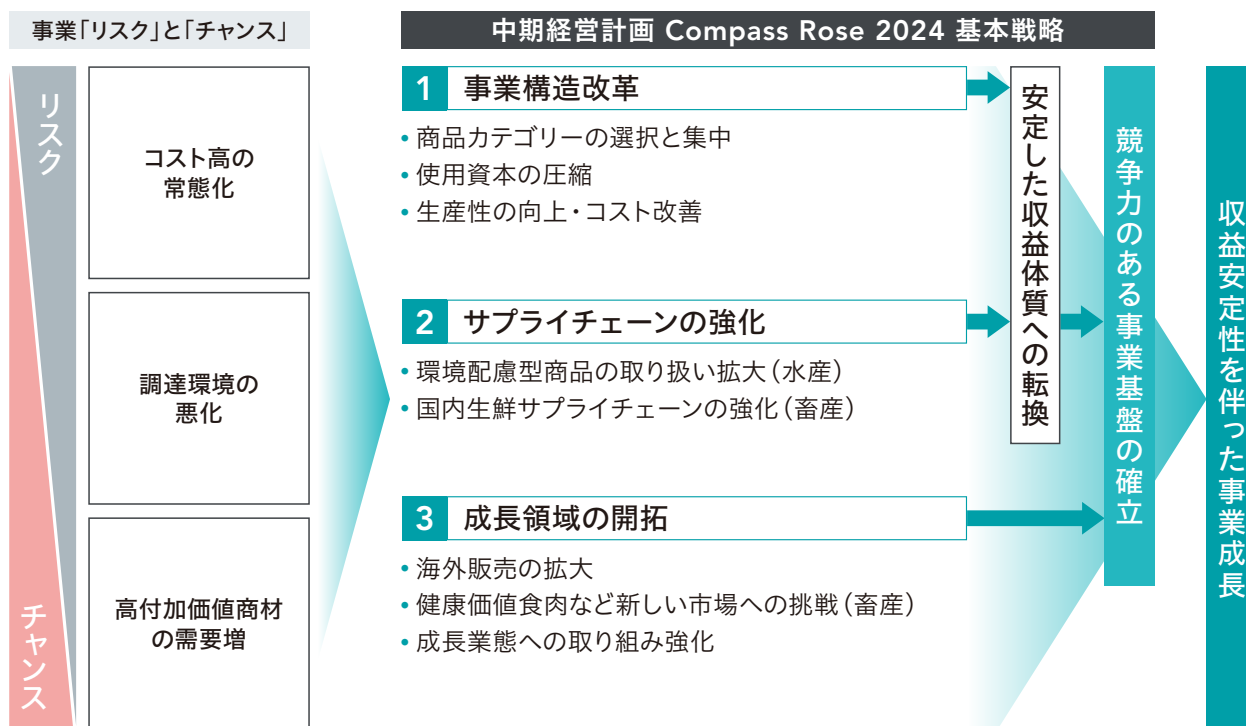 事業「リスク」と「チャンス」
リスク
チャンス
コスト高の
常態化
調達環境の
悪化
高付加価値商材
の需要増
中期経営計画 Compass Rose 2024 基本戦略
1 事業構造改革
• 商品カテゴリーの選択と集中
• 使用資本の圧縮
• 生産性の向上・コスト改善
2 サプライチェーンの強化
• 環境配慮型商品の取り扱い拡大(水産)
• 国内生鮮サプライチェーンの強化(畜産)
3 成長領域の開拓
• 海外販売の拡大
• 健康価値食肉など新しい市場への挑戦(畜産)
• 成長業態への取り組み強化
安定した収益体質への転換
競争力のある事業基盤の確立
収益安定性を伴った事業成長